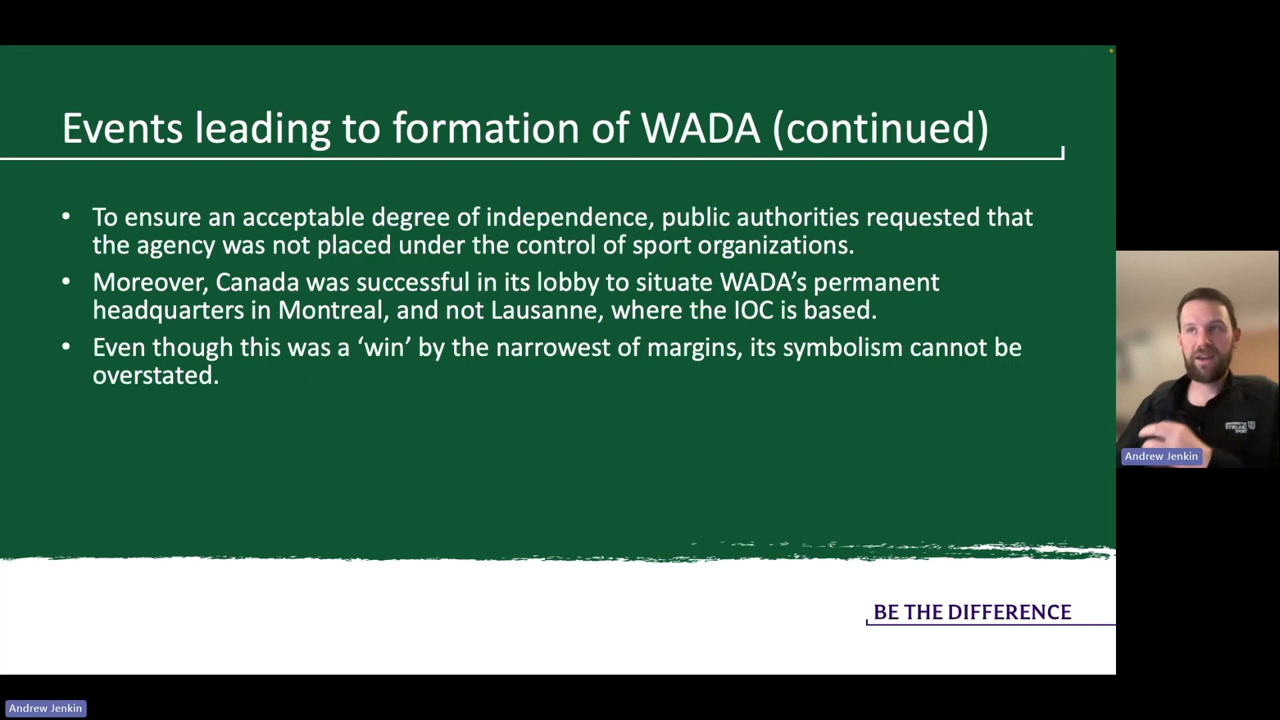 Events leading to formation of WADA (continued)
• To ensure an acceptable degree of independence, public authorities requested that
the agency was not placed under the control of sport organizations.
• Moreover, Canada was successful in its lobby to situate WADA’s permanent
headquarters in Montreal, and not Lausanne, where the IOC is based.
• Even though this was a ‘win’ by the narrowest of margins, its symbolism cannot be
overstated.
BE THE DIFFERENCE
Andrew Jenkin
Andrew Jenkin